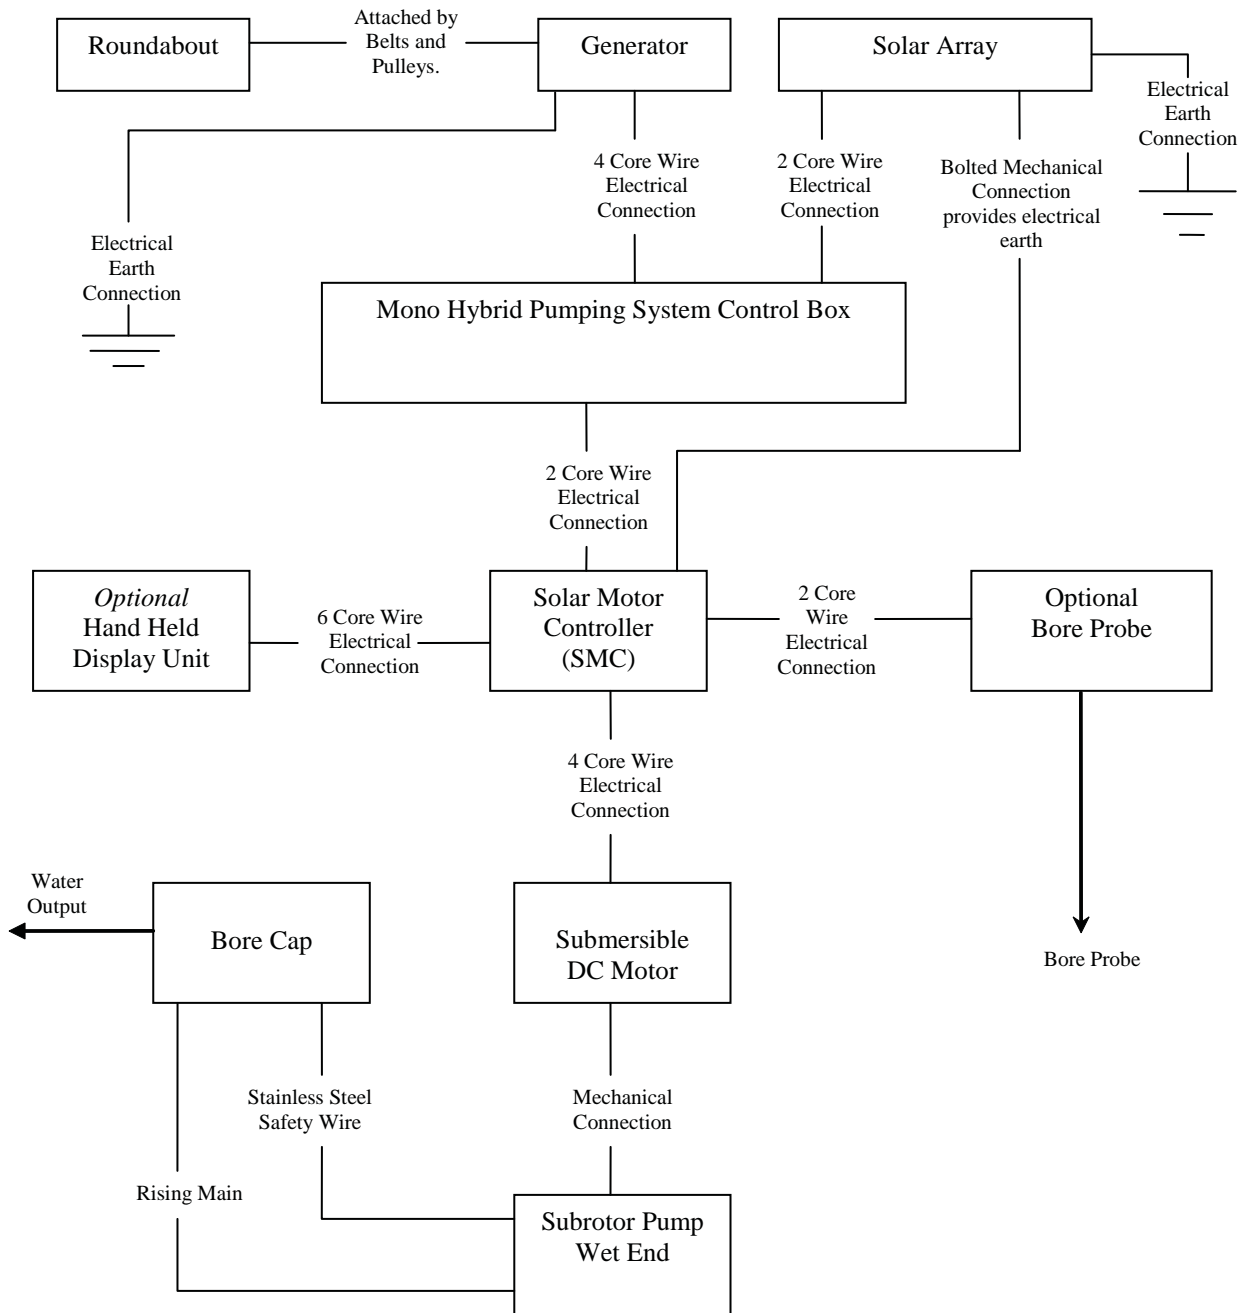 Roundabout
Attached by
Belts and
Pulleys.
Generator
Solar Array
Electrical
Earth
Connection
4 Core Wire
Electrical
Connection
2 Core Wire
Electrical
Connection
Bolted Mechanical
Connection
provides electrical
earth
Electrical
Earth
Connection
Mono Hybrid Pumping System Control Box
2 Core Wire
Electrical
Connection
Optional
Hand Held
Display Unit
6 Core Wire
Electrical
Connection
Solar Motor
Controller
(SMC)
2 Core
Wire
Electrical
Connection
Optional
Bore Probe
4 Core Wire
Electrical
Connection
Water
Output
Bore Cap
Submersible
DC Motor
Bore Probe
Stainless Steel
Safety Wire
Mechanical
Connection
Rising Main
Subrotor Pump
Wet End